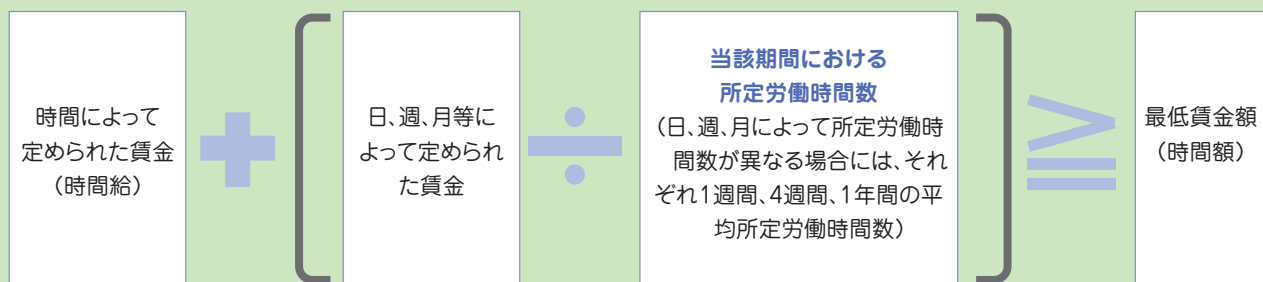 時間によって
定められた賃金
（時間給）
＋
日、週、月等に
よって定められ
た賃金
÷
当該期間における
所定労働時間数
（日、週、月によって所定労働時
間数が異なる場合には、それ
ぞれ1週間、4週間、1年間の平
均所定労働時間数）
≧
最低賃金額
（時間額）